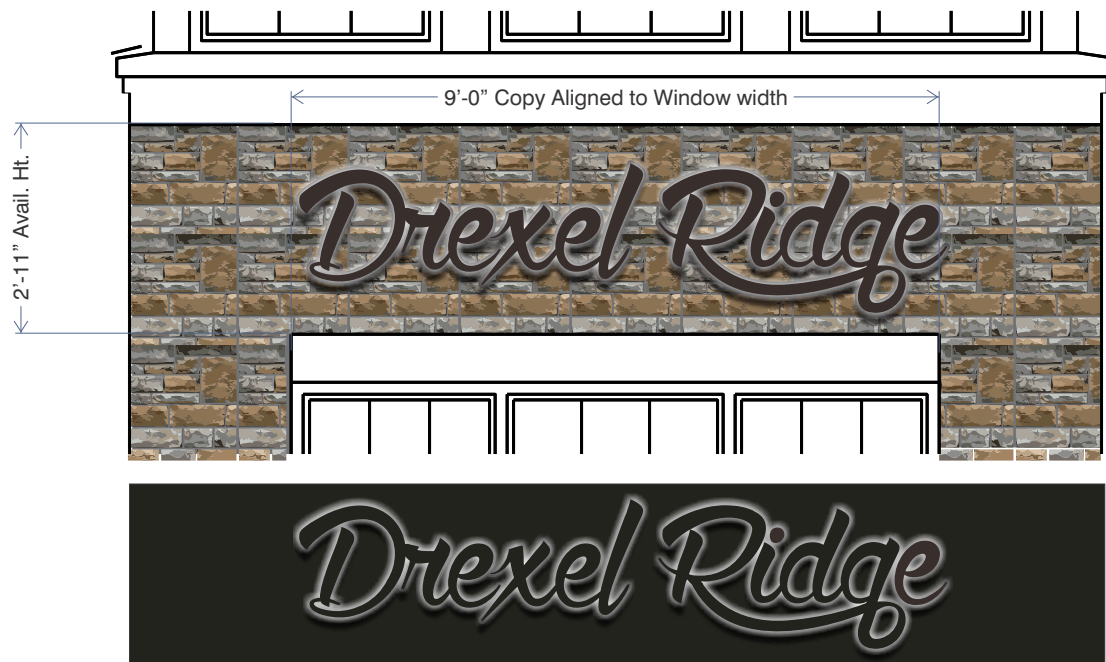 9’-0” Copy Aligned to Window width
2’-11” Avail. Ht.
Drexel Ridge
Drexel Ridge